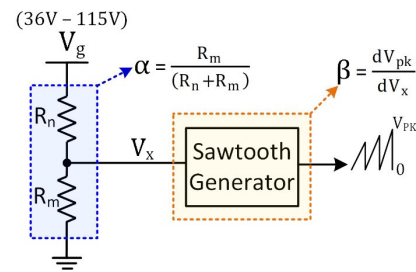 (36V – 115V)
Vg
α = Rm / (Rn+Rm)
β = dVpk / dVx
Rn
Rm
Vx
Sawtooth
Generator
VPK
0